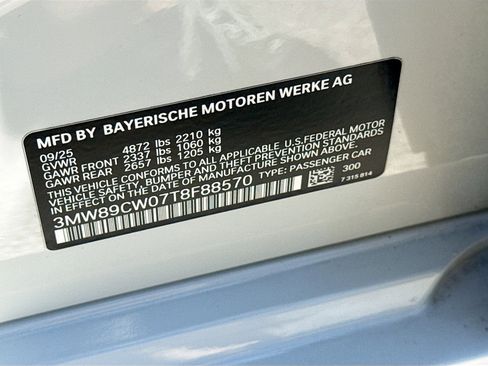 MFD BY BAYERISCHE MOTOREN WERKE AG
09/25
GVWR 4872 lbs 2210 kg
GAWR FRONT 2337 lbs 1060 kg
GAWR REAR 2657 lbs 1205 kg
THIS VEHICLE CONFORMS TO ALL APPLICABLE U.S.FEDERAL MOTOR
VEHICLE SAFETY, BUMPER AND THEFT PREVENTION STANDARDS
IN EFFECT ON THE DATE OF MANUFACTURE SHOWN ABOVE.
3MW89CW07T8F88570 TYPE: PASSENGER CAR
300
7 315 814